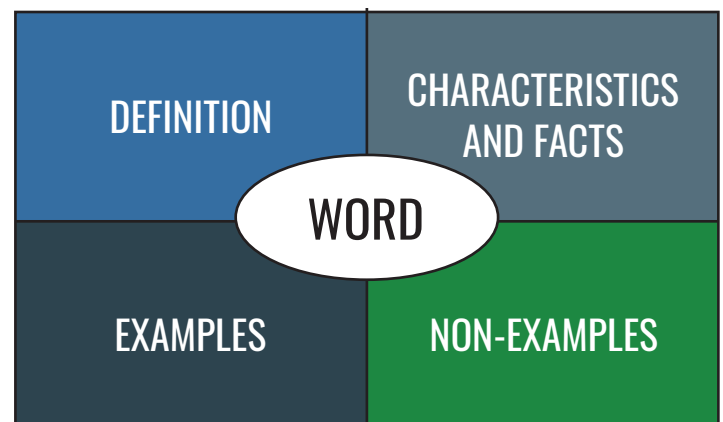 DEFINITION
CHARACTERISTICS
AND FACTS
WORD
EXAMPLES
NON-EXAMPLES